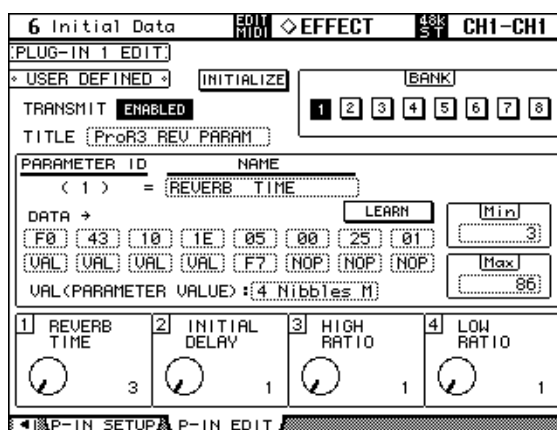 6 Initial Data EDIT MIDI ◇EFFECT 48K ST CH1-CH1
PLUG-IN 1 EDIT
USER DEFINED INITIALIZE BANK
TRANSMIT ENABLED 1 2 3 4 5 6 7 8
TITLE ProR3 REV PARAM
PARAMETER ID NAME
( 1 ) = REVERB TIME
DATA → LEARN Min
F0 43 10 1E 05 00 25 01 3
VAL VAL VAL VAL F7 NOP NOP NOP Max
VAL(PARAMETER VALUE): 4 Nibbles M 86
1 REVERB TIME 2 INITIAL DELAY 3 HIGH RATIO 4 LOW RATIO
3 1 1 1
P-IN SETUP P-IN EDIT